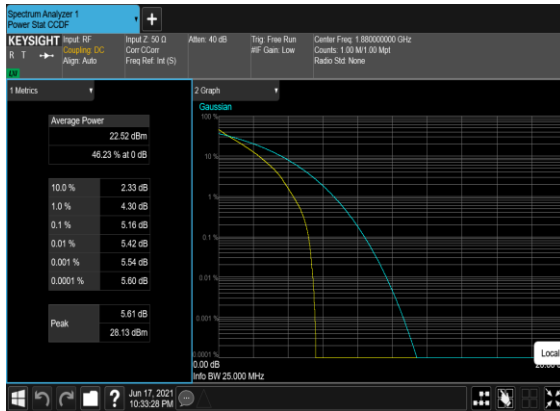 Spectrum Analyzer 1
Power Stat CCDF
KEYSIGHT
R T
Input: RF
Coupling: DC
Align: Auto
Input Z: 50 Ω
Corr CCorr
Freq Ref: Int (S)
Atten: 40 dB
Trig: Free Run
#IF Gain: Low
Center Freq: 1.880000000 GHz
Counts: 1.00 M/1.00 Mpt
Radio Std: None
1 Metrics
Average Power
22.52 dBm
46.23 % at 0 dB
10.0 % 2.33 dB
1.0 % 4.30 dB
0.1 % 5.16 dB
0.01 % 5.42 dB
0.001 % 5.54 dB
0.0001 % 5.60 dB
Peak
5.61 dB
28.13 dBm
2 Graph
Gaussian
100 %
10 %
1 %
0.1 %
0.01 %
0.001 %
0.0001 %
0.00 dB
Info BW 25.000 MHz
Local
Jun 17, 2021
10:33:28 PM